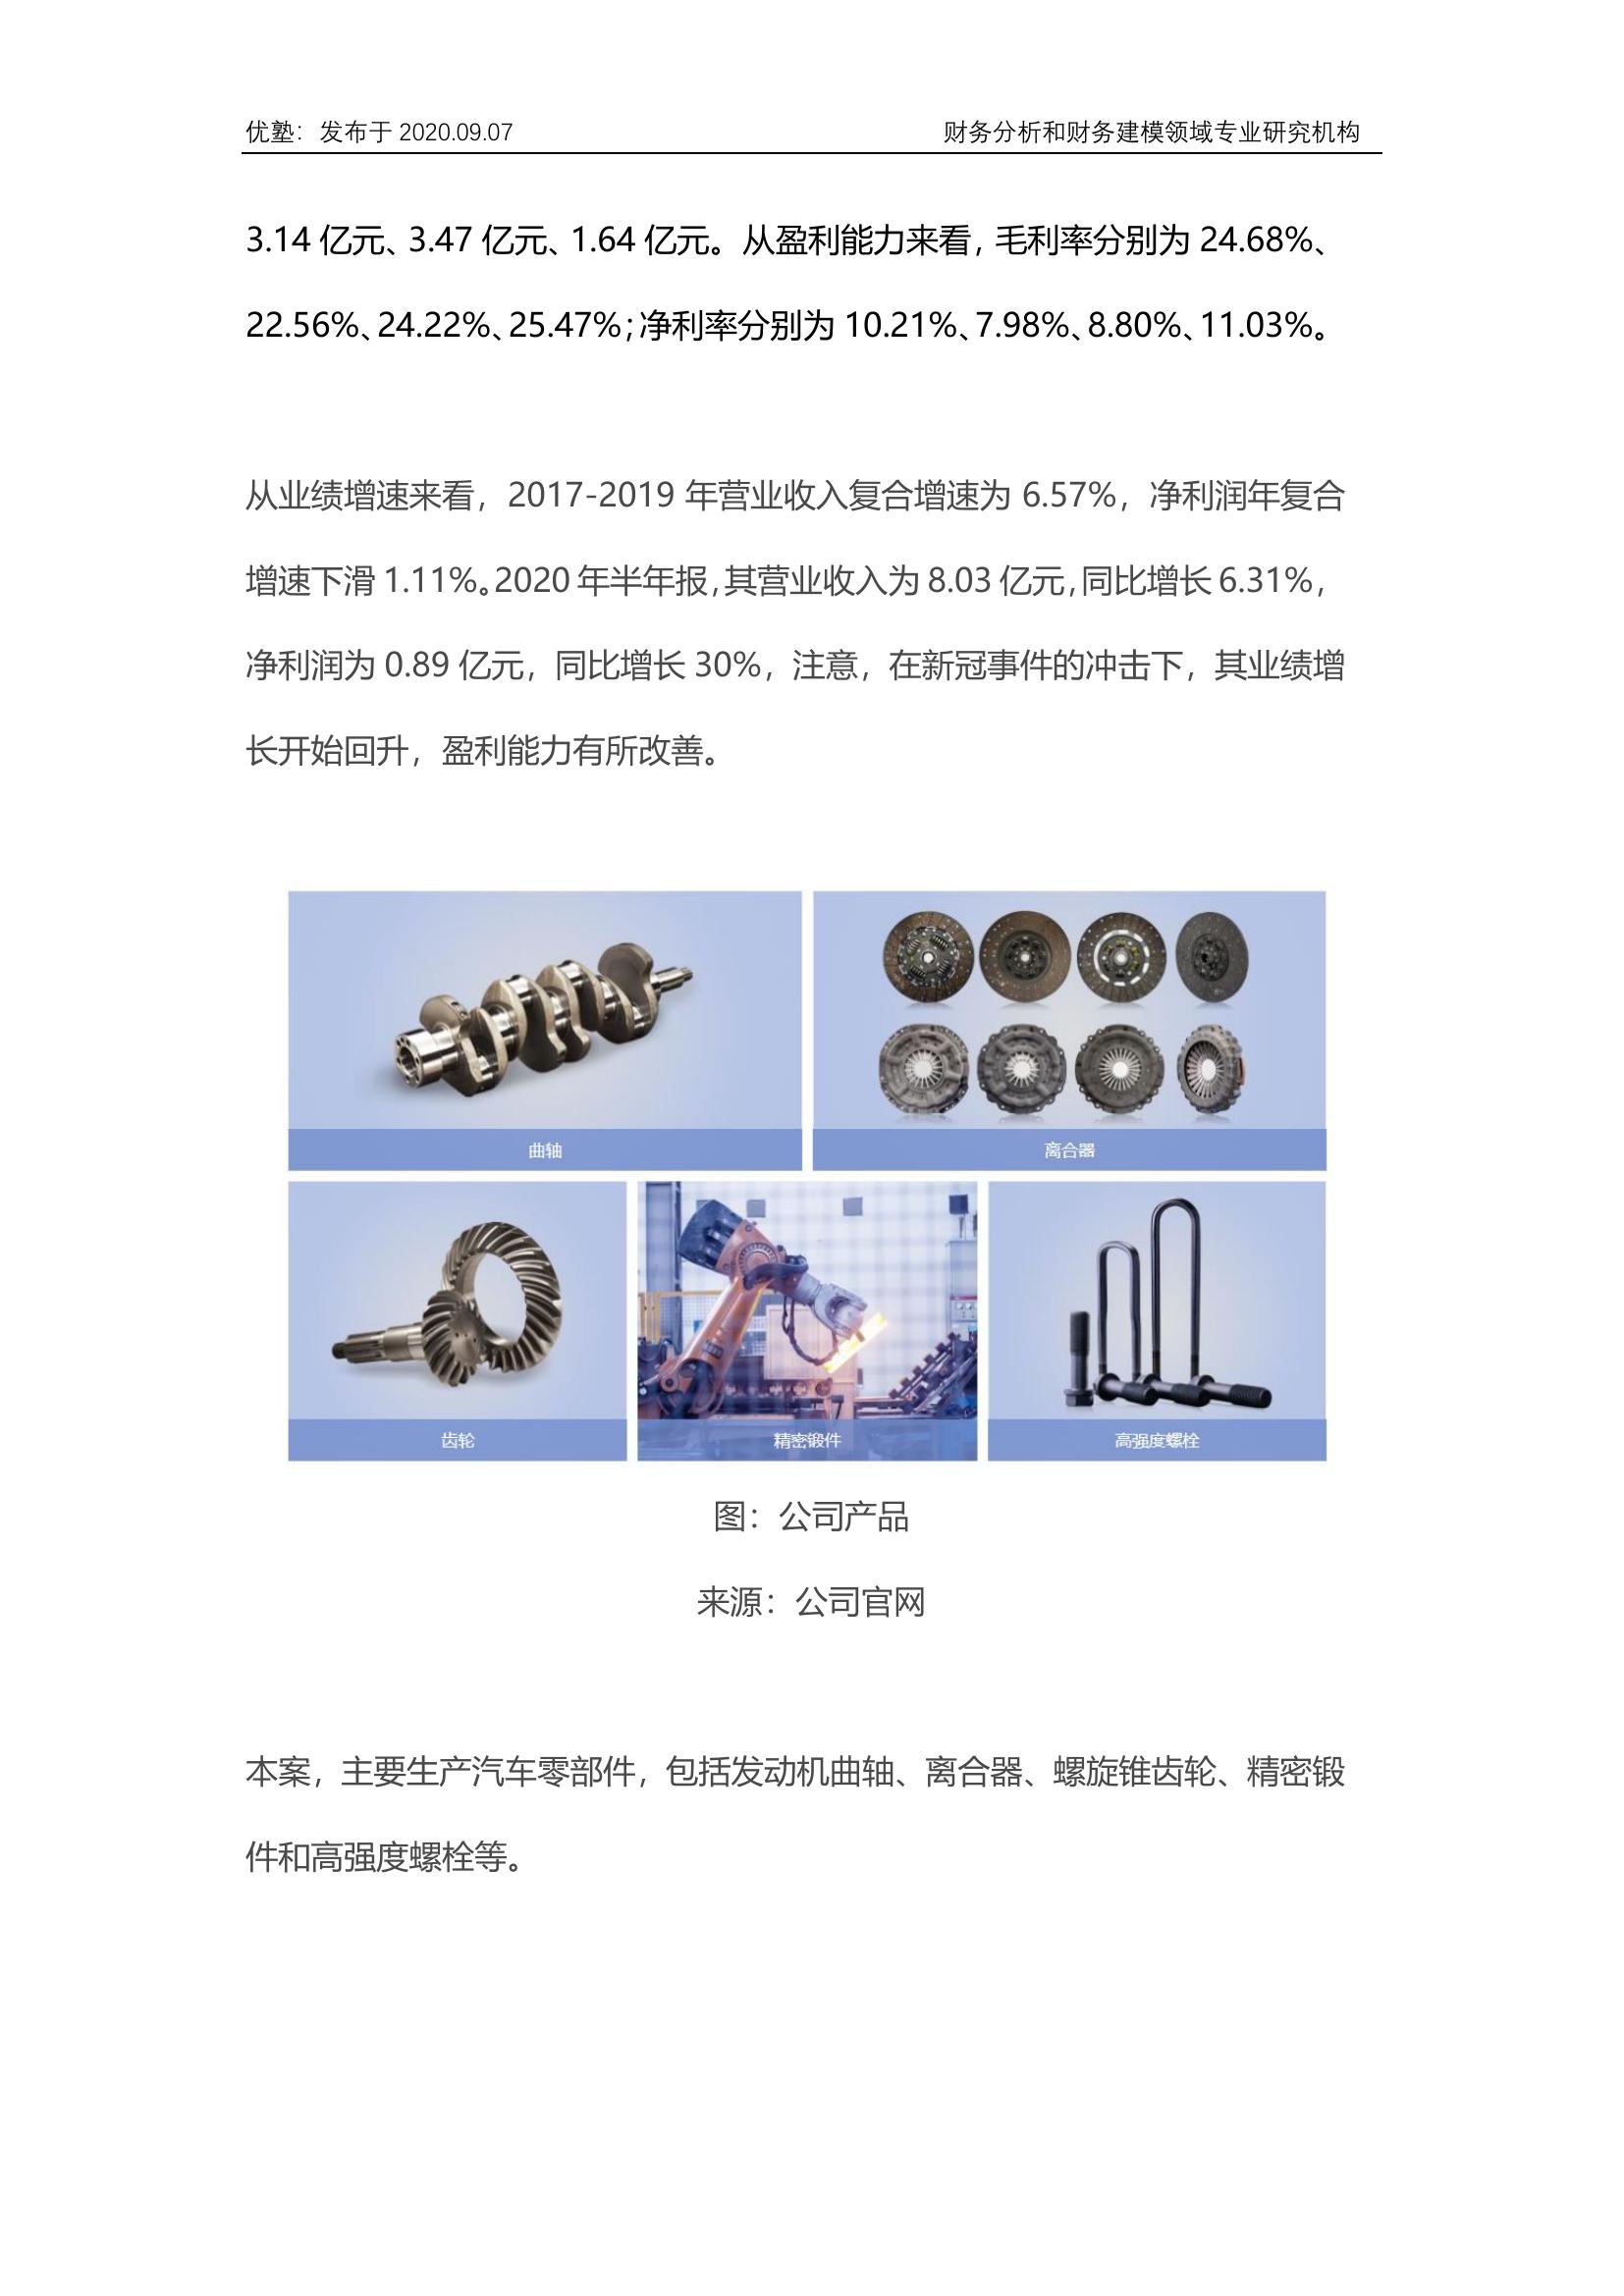 优塾：发布于 2020.09.07
财务分析和财务建模领域专业研究机构
3.14 亿元、3.47 亿元、1.64 亿元。从盈利能力来看，毛利率分别为 24.68%、
22.56%、24.22%、25.47%；净利率分别为 10.21%、7.98%、8.80%、11.03%。
从业绩增速来看，2017-2019 年营业收入复合增速为 6.57%，净利润年复合
增速下滑 1.11%。2020 年半年报，其营业收入为 8.03 亿元，同比增长 6.31%，
净利润为 0.89 亿元，同比增长 30%，注意，在新冠事件的冲击下，其业绩增
长开始回升，盈利能力有所改善。
曲轴
离合器
齿轮
精密锻件
高强度螺栓
图：公司产品
来源：公司官网
本案，主要生产汽车零部件，包括发动机曲轴、离合器、螺旋锥齿轮、精密锻
件和高强度螺栓等。